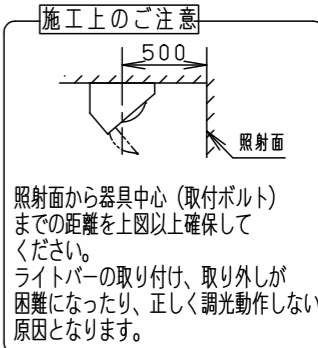 施工上のご注意
500
照射面
照射面から器具中心（取付ボルト）
までの距離を上図以上確保して
ください。
ライトバーの取り付け、取り外しが
困難になったり、正しく調光動作しない
原因となります。